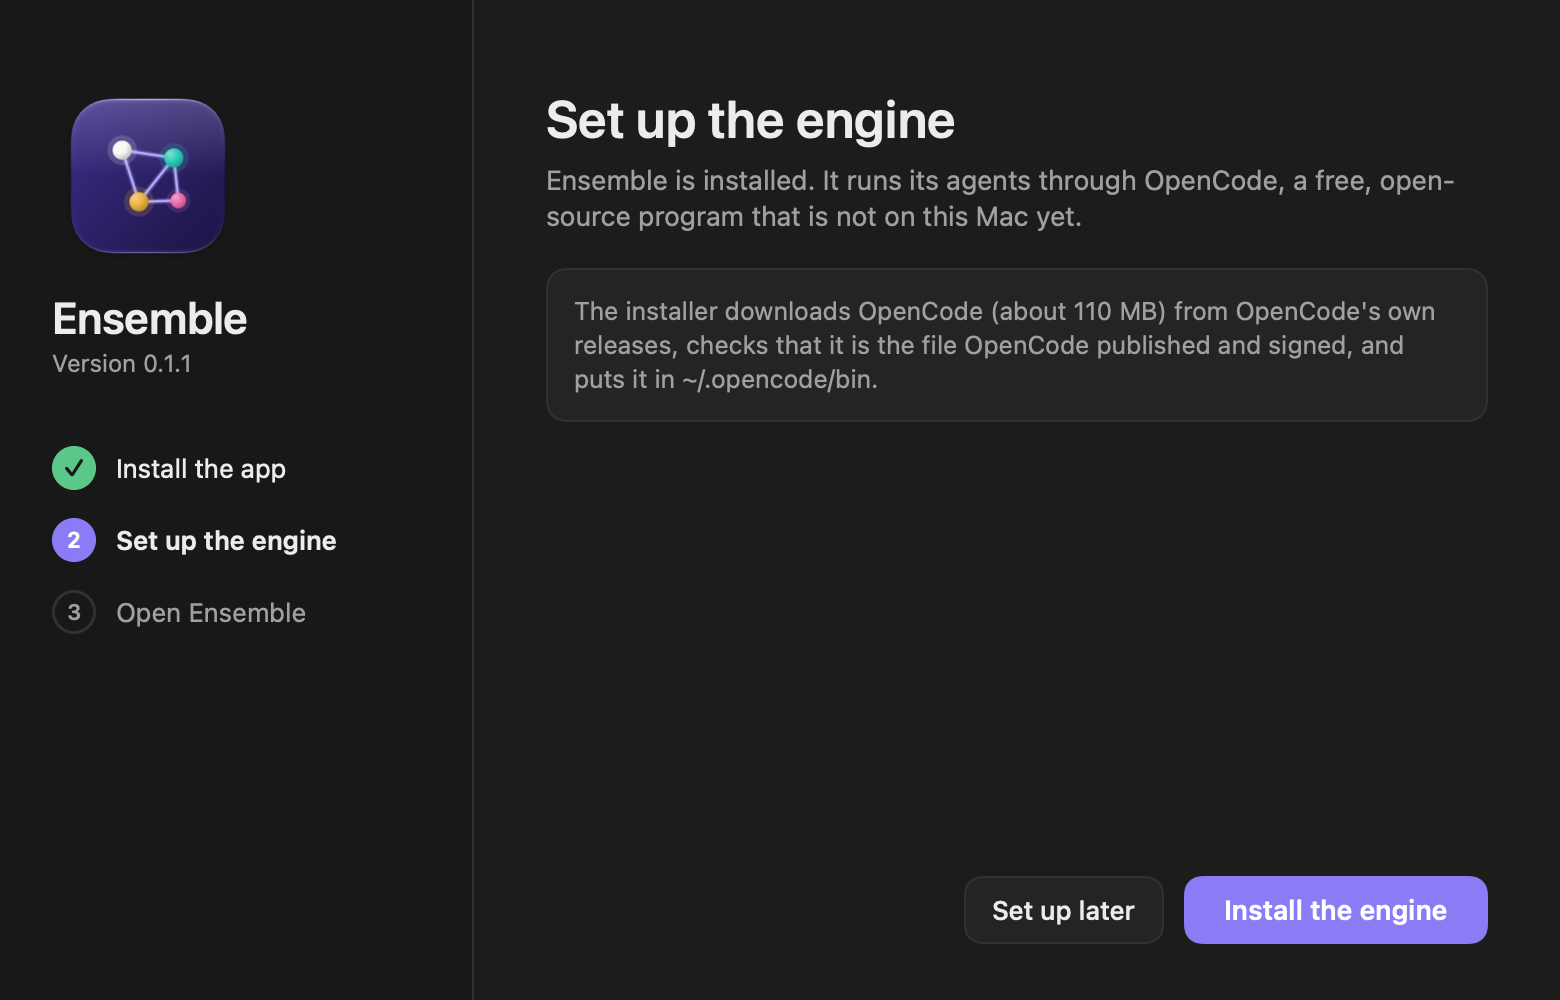 Ensemble
Version 0.1.1
Install the app
2
Set up the engine
3
Open Ensemble
Set up the engine
Ensemble is installed. It runs its agents through OpenCode, a free, open-
source program that is not on this Mac yet.
The installer downloads OpenCode (about 110 MB) from OpenCode's own
releases, checks that it is the file OpenCode published and signed, and
puts it in ~/.opencode/bin.
Set up later
Install the engine